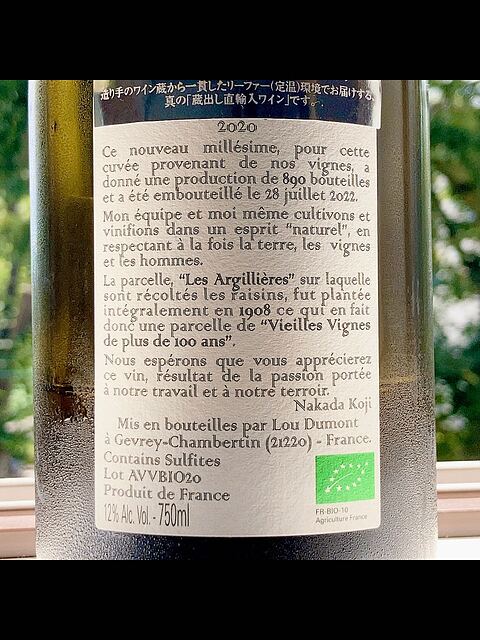 造り手のワイン蔵から一貫したリーファー(定温)環境でお届けする、
真の「蔵出し直輸入ワイン」です。
2020
Ce nouveau millésime, pour cette
cuvée provenant de nos vignes, a
donné une production de 890 bouteilles
et a été embouteillé le 28 juillet 2022.
Mon équipe et moi même cultivons et
vinifions dans un esprit "naturel", en
respectant à la fois la terre, les vignes
et les hommes.
La parcelle, "Les Argillières" sur laquelle
sont récoltés les raisins, fut plantée
intégralement en 1908 ce qui en fait
donc une parcelle de "Vieilles Vignes
de plus de 100 ans".
Nous espérons que vous apprécierez
ce vin, résultat de la passion portée
à notre travail et à notre terroir.
Nakada Koji
Mis en bouteilles par Lou Dumont
à Gevrey-Chambertin (21220) - France.
Contains Sulfites
Lot AVVBIO20
Produit de France
12% Alc. Vol. - 750ml
FR-BIO-10
Agriculture France